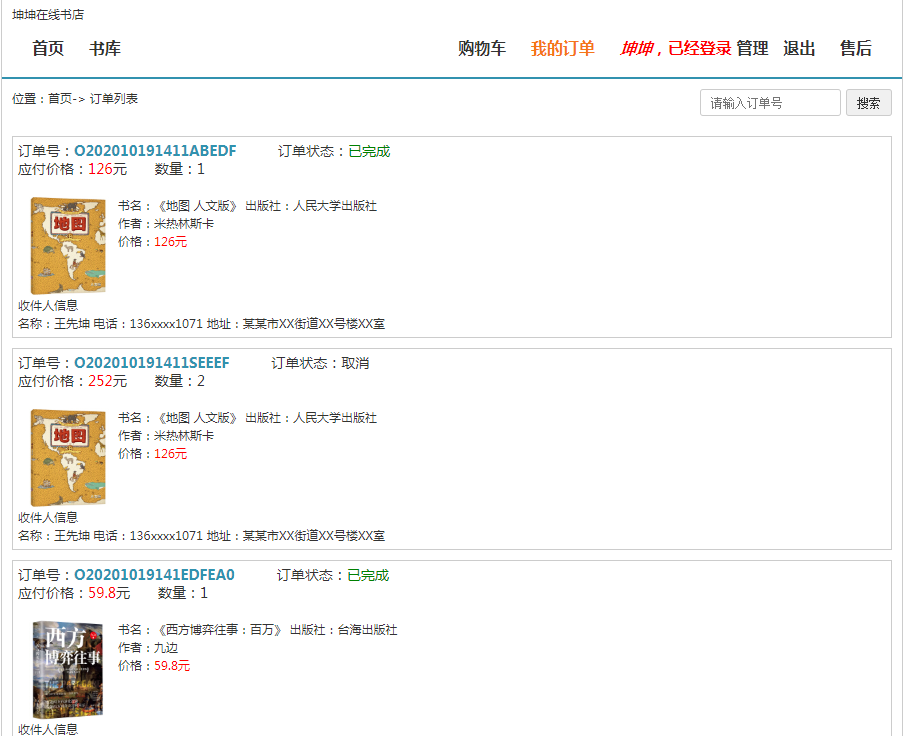 坤坤在线书店
首页 书库 购物车 我的订单 坤坤，已经登录 管理 退出 售后
位置：首页-> 订单列表 请输入订单号 搜索
订单号：O202010191411ABEDF 订单状态：已完成
应付价格：126元 数量：1
地图
书名：《地图 人文版》 出版社：人民大学出版社
作者：米热林斯卡
价格：126元
收件人信息
名称：王先坤 电话：136xxxx1071 地址：某某市XX街道XX号楼XX室
订单号：O202010191411SEEEF 订单状态：取消
应付价格：252元 数量：2
地图
书名：《地图 人文版》 出版社：人民大学出版社
作者：米热林斯卡
价格：126元
收件人信息
名称：王先坤 电话：136xxxx1071 地址：某某市XX街道XX号楼XX室
订单号：O20201019141EDFEA0 订单状态：已完成
应付价格：59.8元 数量：1
西方
博弈往事
书名：《西方博弈往事：百万》 出版社：台海出版社
作者：九边
价格：59.8元
收件人信息